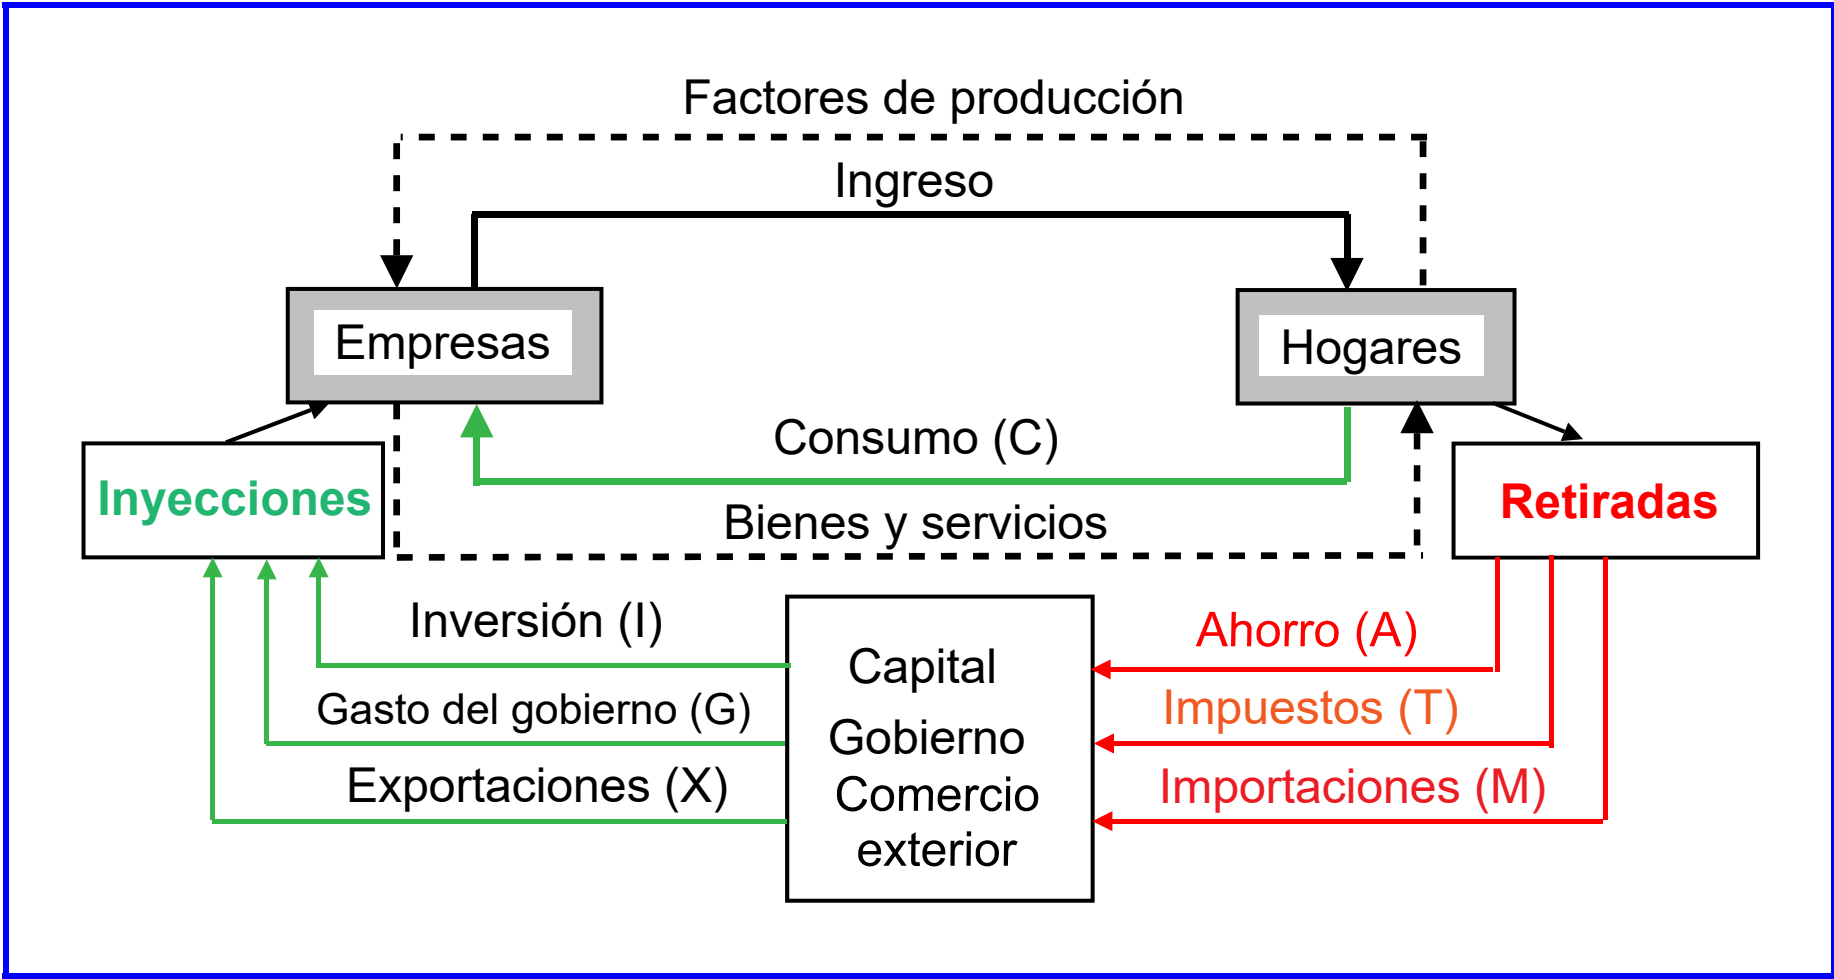 Factores de producción
Ingreso
Empresas
Hogares
Consumo (C)
Inyecciones
Retiradas
Bienes y servicios
Inversión (I)
Ahorro (A)
Capital
Gasto del gobierno (G)
Impuestos (T)
Gobierno
Exportaciones (X)
Comercio
exterior
Importaciones (M)